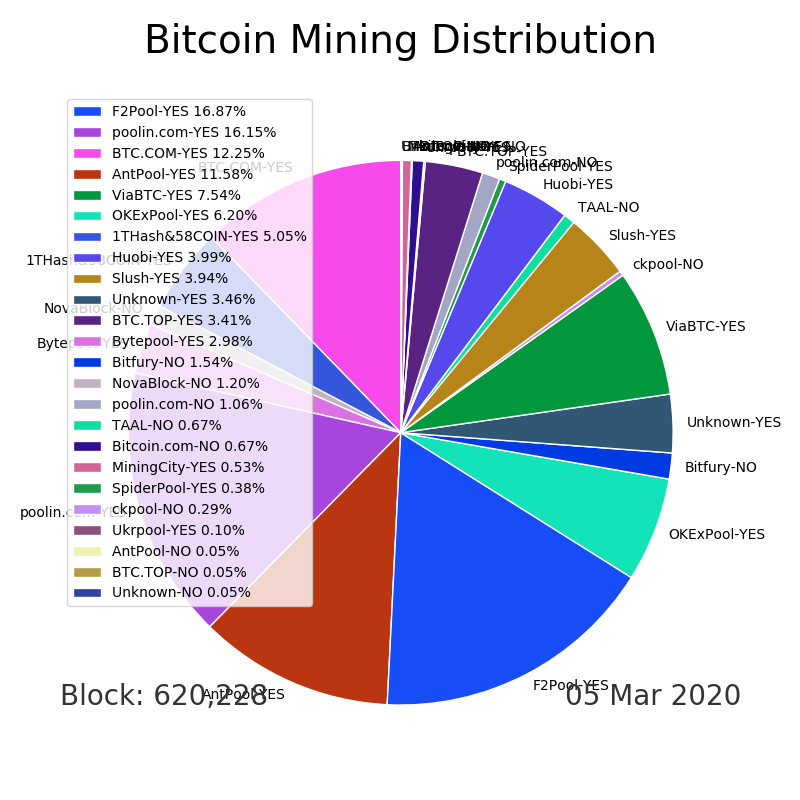 Bitcoin Mining Distribution
F2Pool-YES 16.87%
poolin.com-YES 16.15%
BTC.COM-YES 12.25%
AntPool-YES 11.58%
ViaBTC-YES 7.54%
OKExPool-YES 6.20%
1THash&58COIN-YES 5.05%
Huobi-YES 3.99%
Slush-YES 3.94%
Unknown-YES 3.46%
BTC.TOP-YES 3.41%
Bytepool-YES 2.98%
Bitfury-NO 1.54%
NovaBlock-NO 1.20%
poolin.com-NO 1.06%
TAAL-NO 0.67%
Bitcoin.com-NO 0.67%
MiningCity-YES 0.53%
SpiderPool-YES 0.38%
ckpool-NO 0.29%
Ukrpool-YES 0.10%
AntPool-NO 0.05%
BTC.TOP-NO 0.05%
Unknown-NO 0.05%
BTC.COM-YES
NovaBlock-NO
BTC.TOP-YES
poolin.com-NO
SpiderPool-YES
Huobi-YES
TAAL-NO
Slush-YES
ckpool-NO
ViaBTC-YES
Unknown-YES
Bitfury-NO
OKExPool-YES
F2Pool-YES
AntPool-YES
poolin.com-YES
Block: 620,228
05 Mar 2020